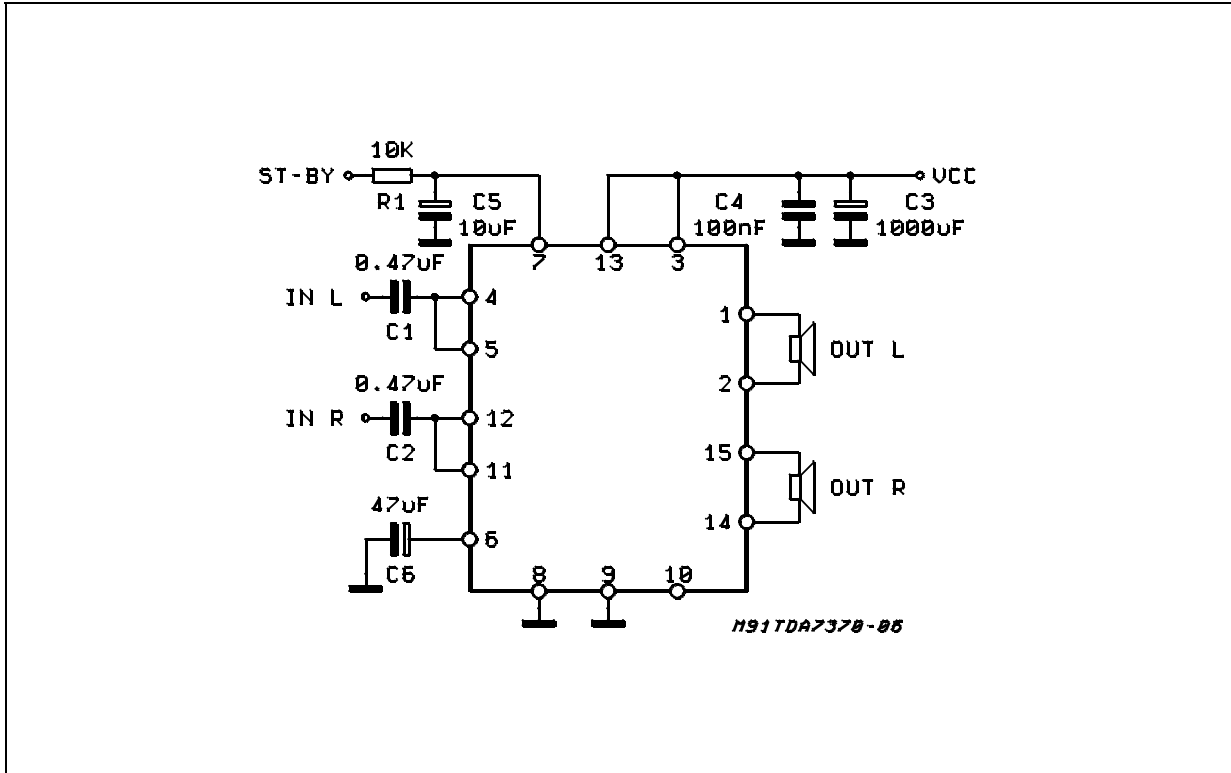 10K
ST-BY
VCC
R1
C5
C4
C3
10uF
100nF
1000uF
0.47uF
7
13
3
IN L
4
C1
1
5
OUT L
0.47uF
2
IN R
12
C2
15
11
OUT R
47uF
14
6
C6
8
9
10
M91TDA7370-06